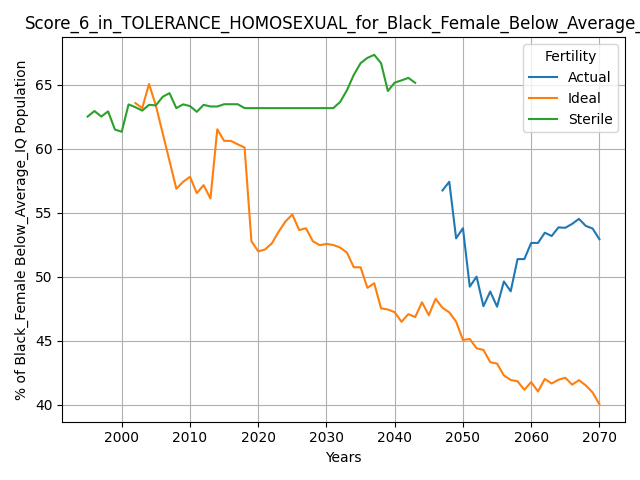 Score_6_in_TOLERANCE_HOMOSEXUAL_for_Black_Female_Below_Average_
% of Black_Female Below_Average_IQ Population
65
60
55
50
45
40
Fertility
Actual
Ideal
Sterile
2000 2010 2020 2030 2040 2050 2060 2070
Years